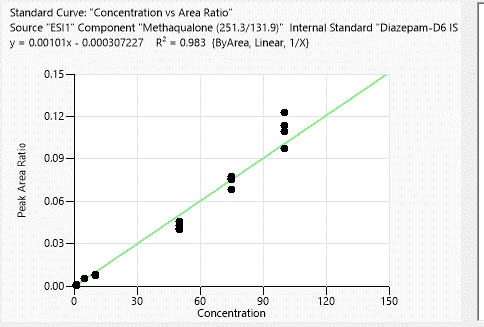 Standard Curve: "Concentration vs Area Ratio"
Source "ESI1" Component "Methaqualone (251.3/131.9)" Internal Standard "Diazepam-D6 IS
y = 0.00101x - 0.000307227 R² = 0.983 {ByArea, Linear, 1/X}
0.15
0.12
0.09
0.06
0.03
0.00
Peak Area Ratio
0 30 60 90 120 150
Concentration